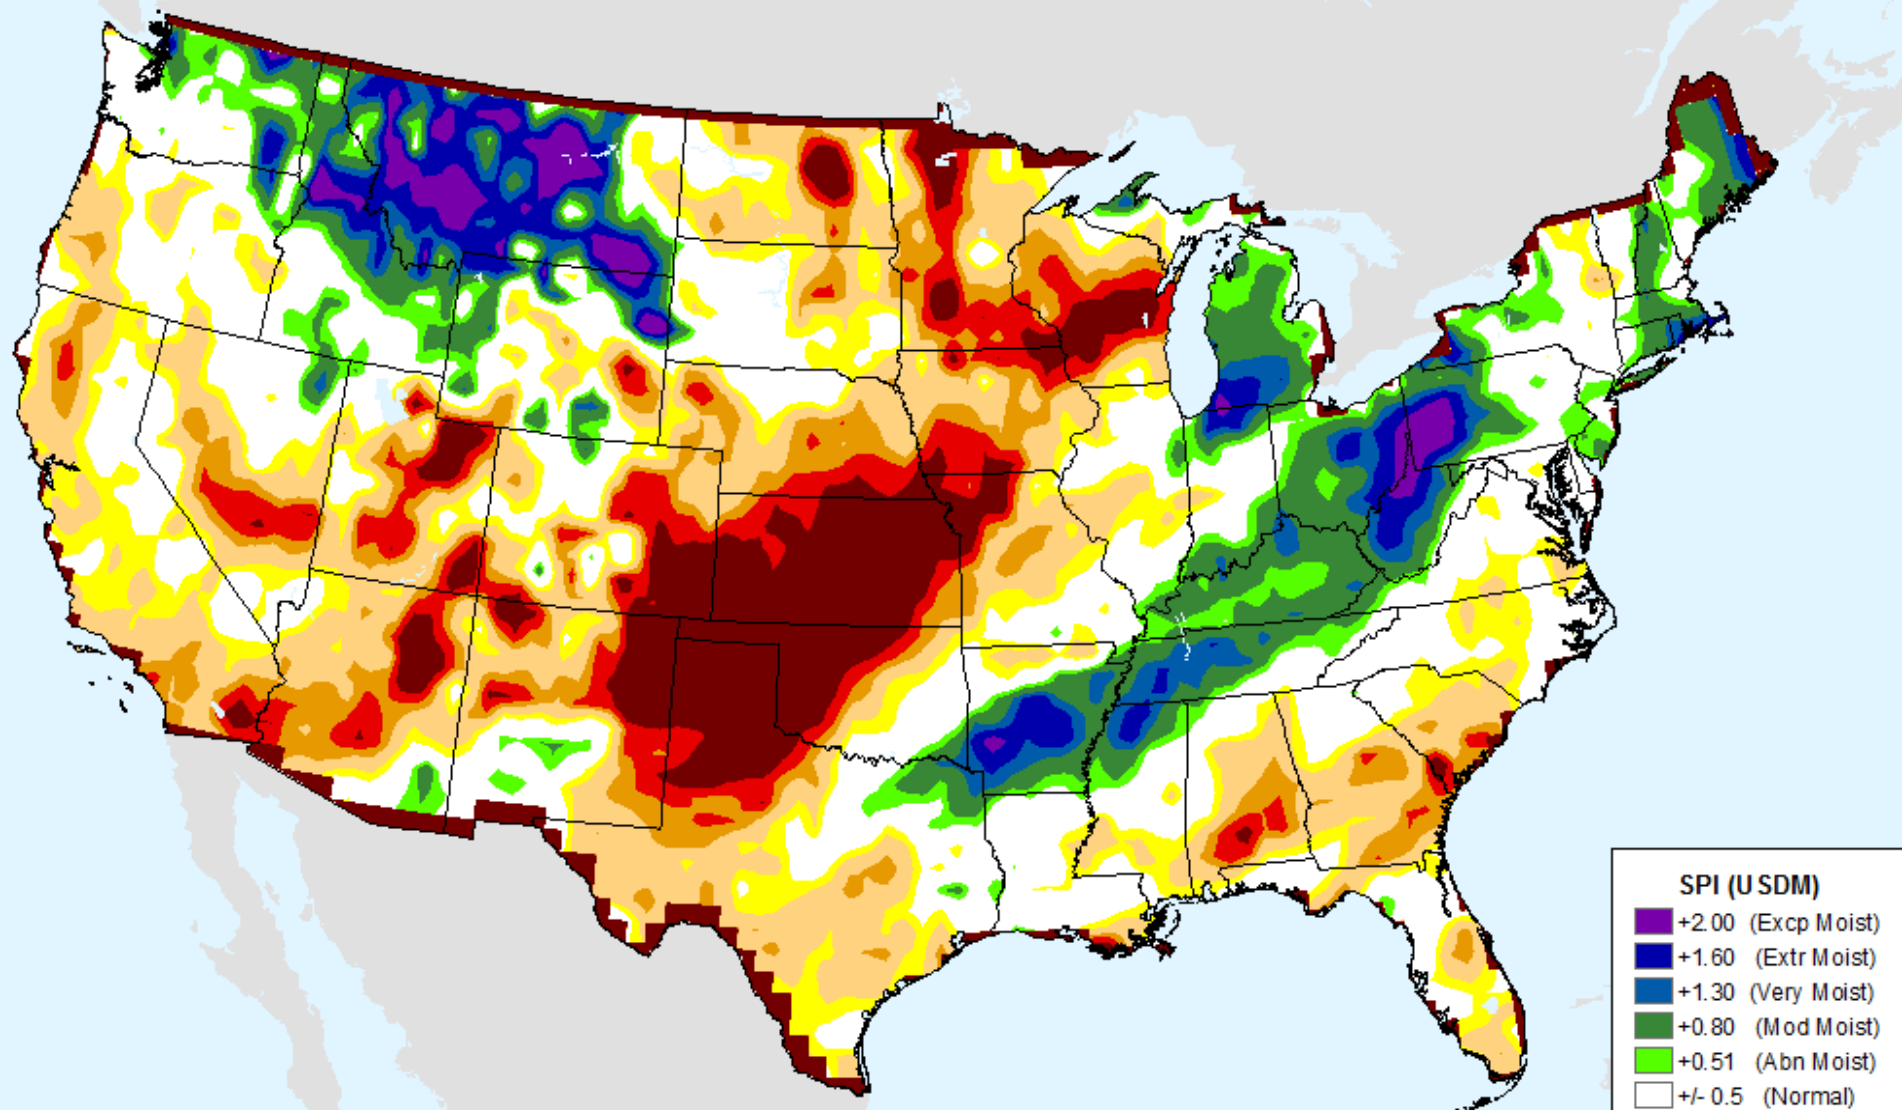 SPI (USDM)
+2.00 (Excp Moist)
+1.60 (Extr Moist)
+1.30 (Very Moist)
+0.80 (Mod Moist)
+0.51 (Abn Moist)
+/- 0.5 (Normal)